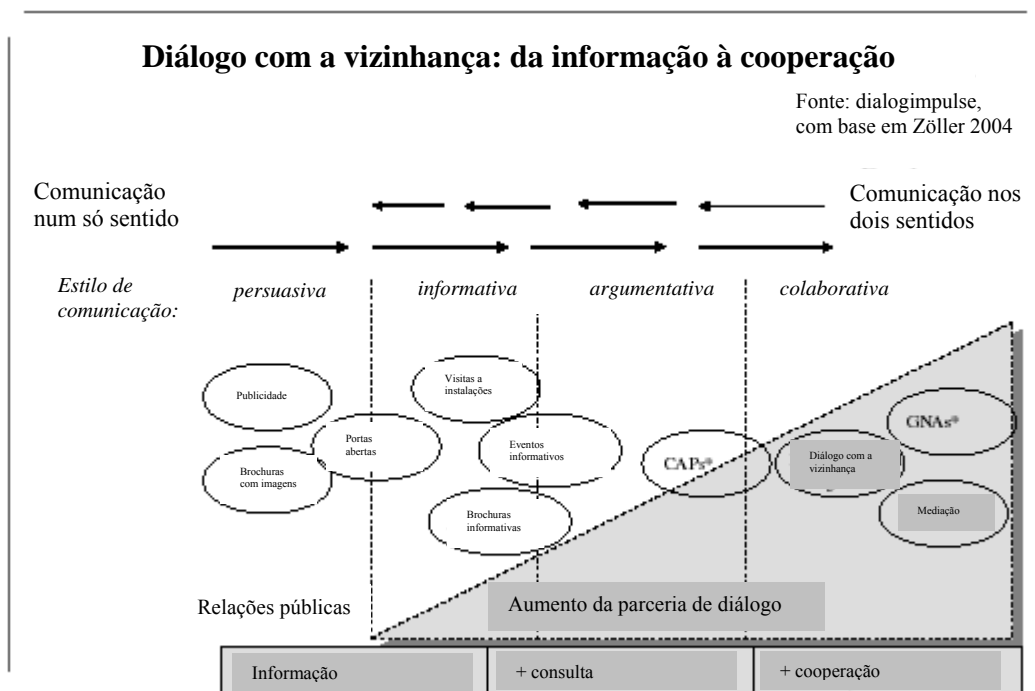 Diálogo com a vizinhança: da informação à cooperação
Fonte: dialogimpulse,
com base em Zöller 2004
Comunicação
num só sentido
Comunicação nos
dois sentidos
Estilo de
comunicação:
persuasiva
informativa
argumentativa
colaborativa
Publicidade
Visitas a
instalações
Portas
abertas
Eventos
informativos
Brochuras
com imagens
Brochuras
informativas
CAPs*
Diálogo com a
vizinhança
GNAs*
Mediação
Relações públicas
Aumento da parceria de diálogo
Informação
+ consulta
+ cooperação